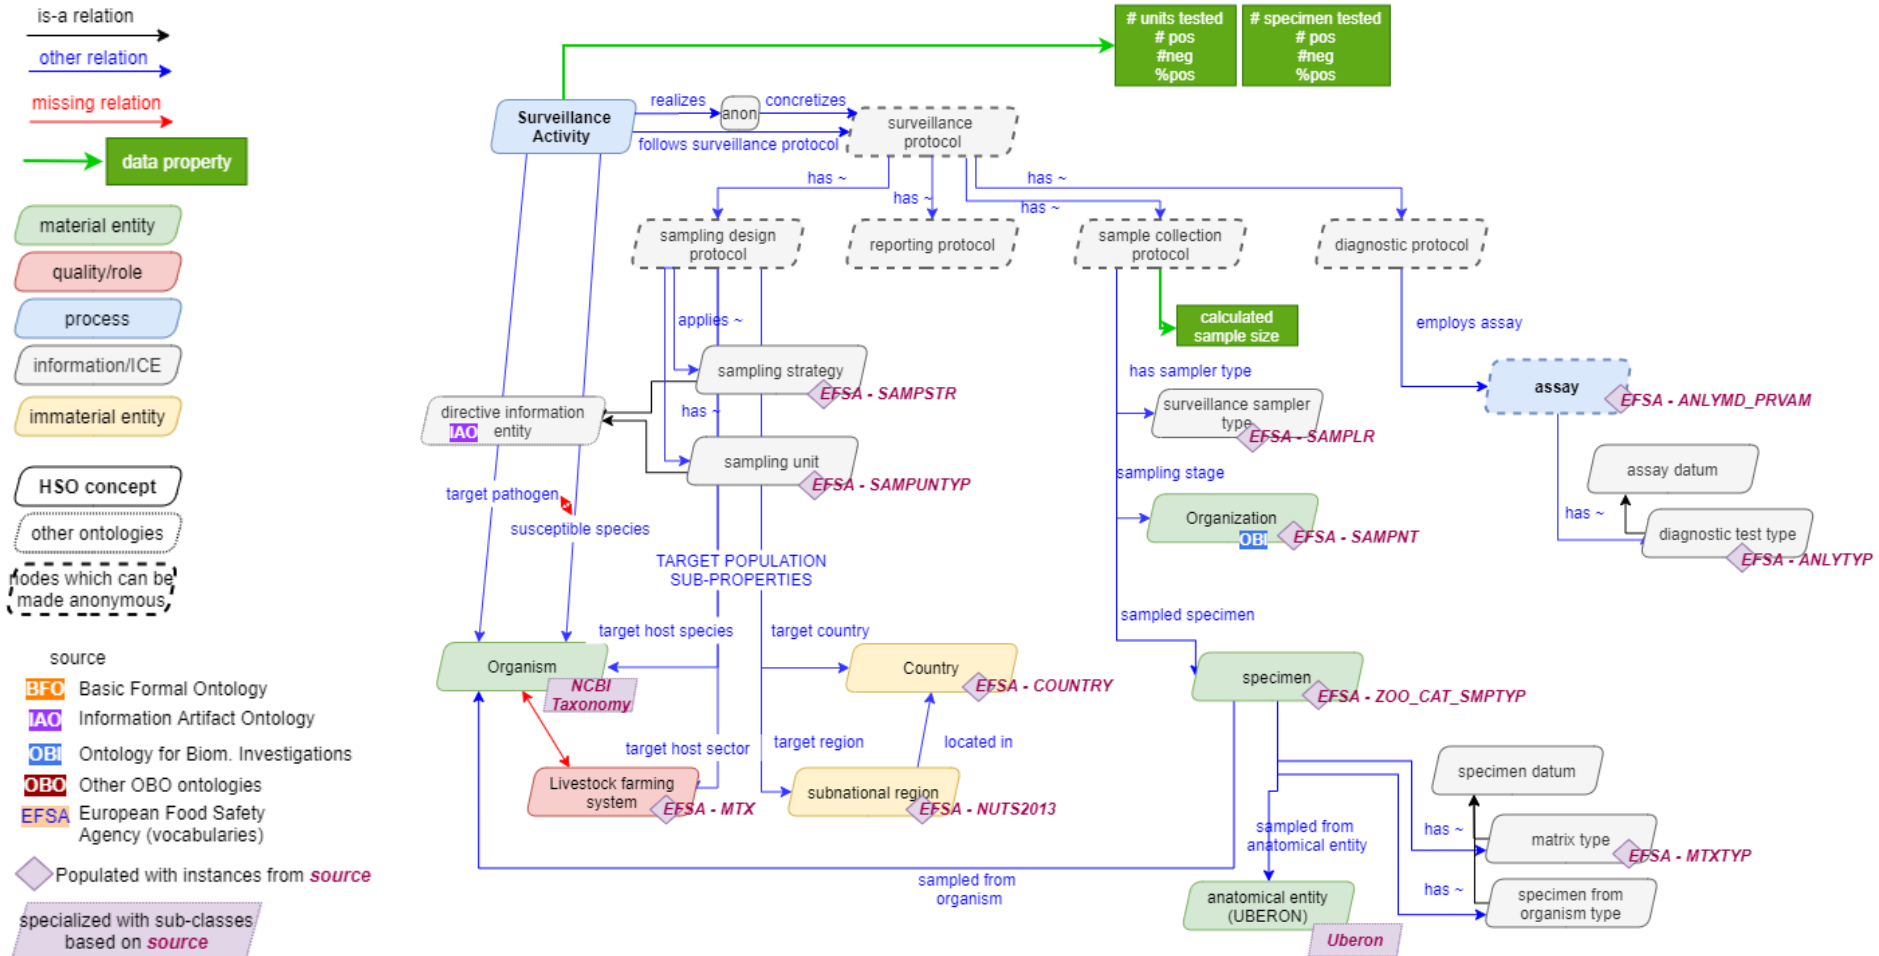 is-a relation
other relation
missing relation
data property
material entity
quality/role
process
information/ICE
immaterial entity
HSO concept
other ontologies
nodes which can be
made anonymous
source
BFO Basic Formal Ontology
IAO Information Artifact Ontology
OBI Ontology for Biom. Investigations
OBO Other OBO ontologies
EFSA European Food Safety
Agency (vocabularies)
Populated with instances from source
specialized with sub-classes
based on source
# units tested
# pos
#neg
%pos
# specimen tested
# pos
#neg
%pos
Surveillance
Activity
realizes
anon
concretizes
follows surveillance protocol
surveillance
protocol
has ~
has ~
has ~
has ~
sampling design
protocol
reporting protocol
sample collection
protocol
diagnostic protocol
applies ~
calculated
sample size
employs assay
sampling strategy
EFSA - SAMPSTR
has sampler type
assay
EFSA - ANLYMD_PRVAM
directive information
IAO entity
has ~
surveillance sampler
type
EFSA - SAMPLR
sampling unit
EFSA - SAMPUNTYP
sampling stage
assay datum
target pathogen
susceptible species
Organization
OBI
EFSA - SAMPNT
has ~
diagnostic test type
EFSA - ANLYTYP
TARGET POPULATION
SUB-PROPERTIES
sampled specimen
target host species
target country
Organism
NCBI
Taxonomy
Country
EFSA - COUNTRY
specimen
EFSA - ZOO_CAT_SMPTYP
target host sector
target region
located in
Livestock farming
system
EFSA - MTX
subnational region
EFSA - NUTS2013
specimen datum
sampled from
anatomical entity
has ~
matrix type
EFSA - MTXTYP
sampled from
organism
has ~
specimen from
organism type
anatomical entity
(UBERON)
Uberon